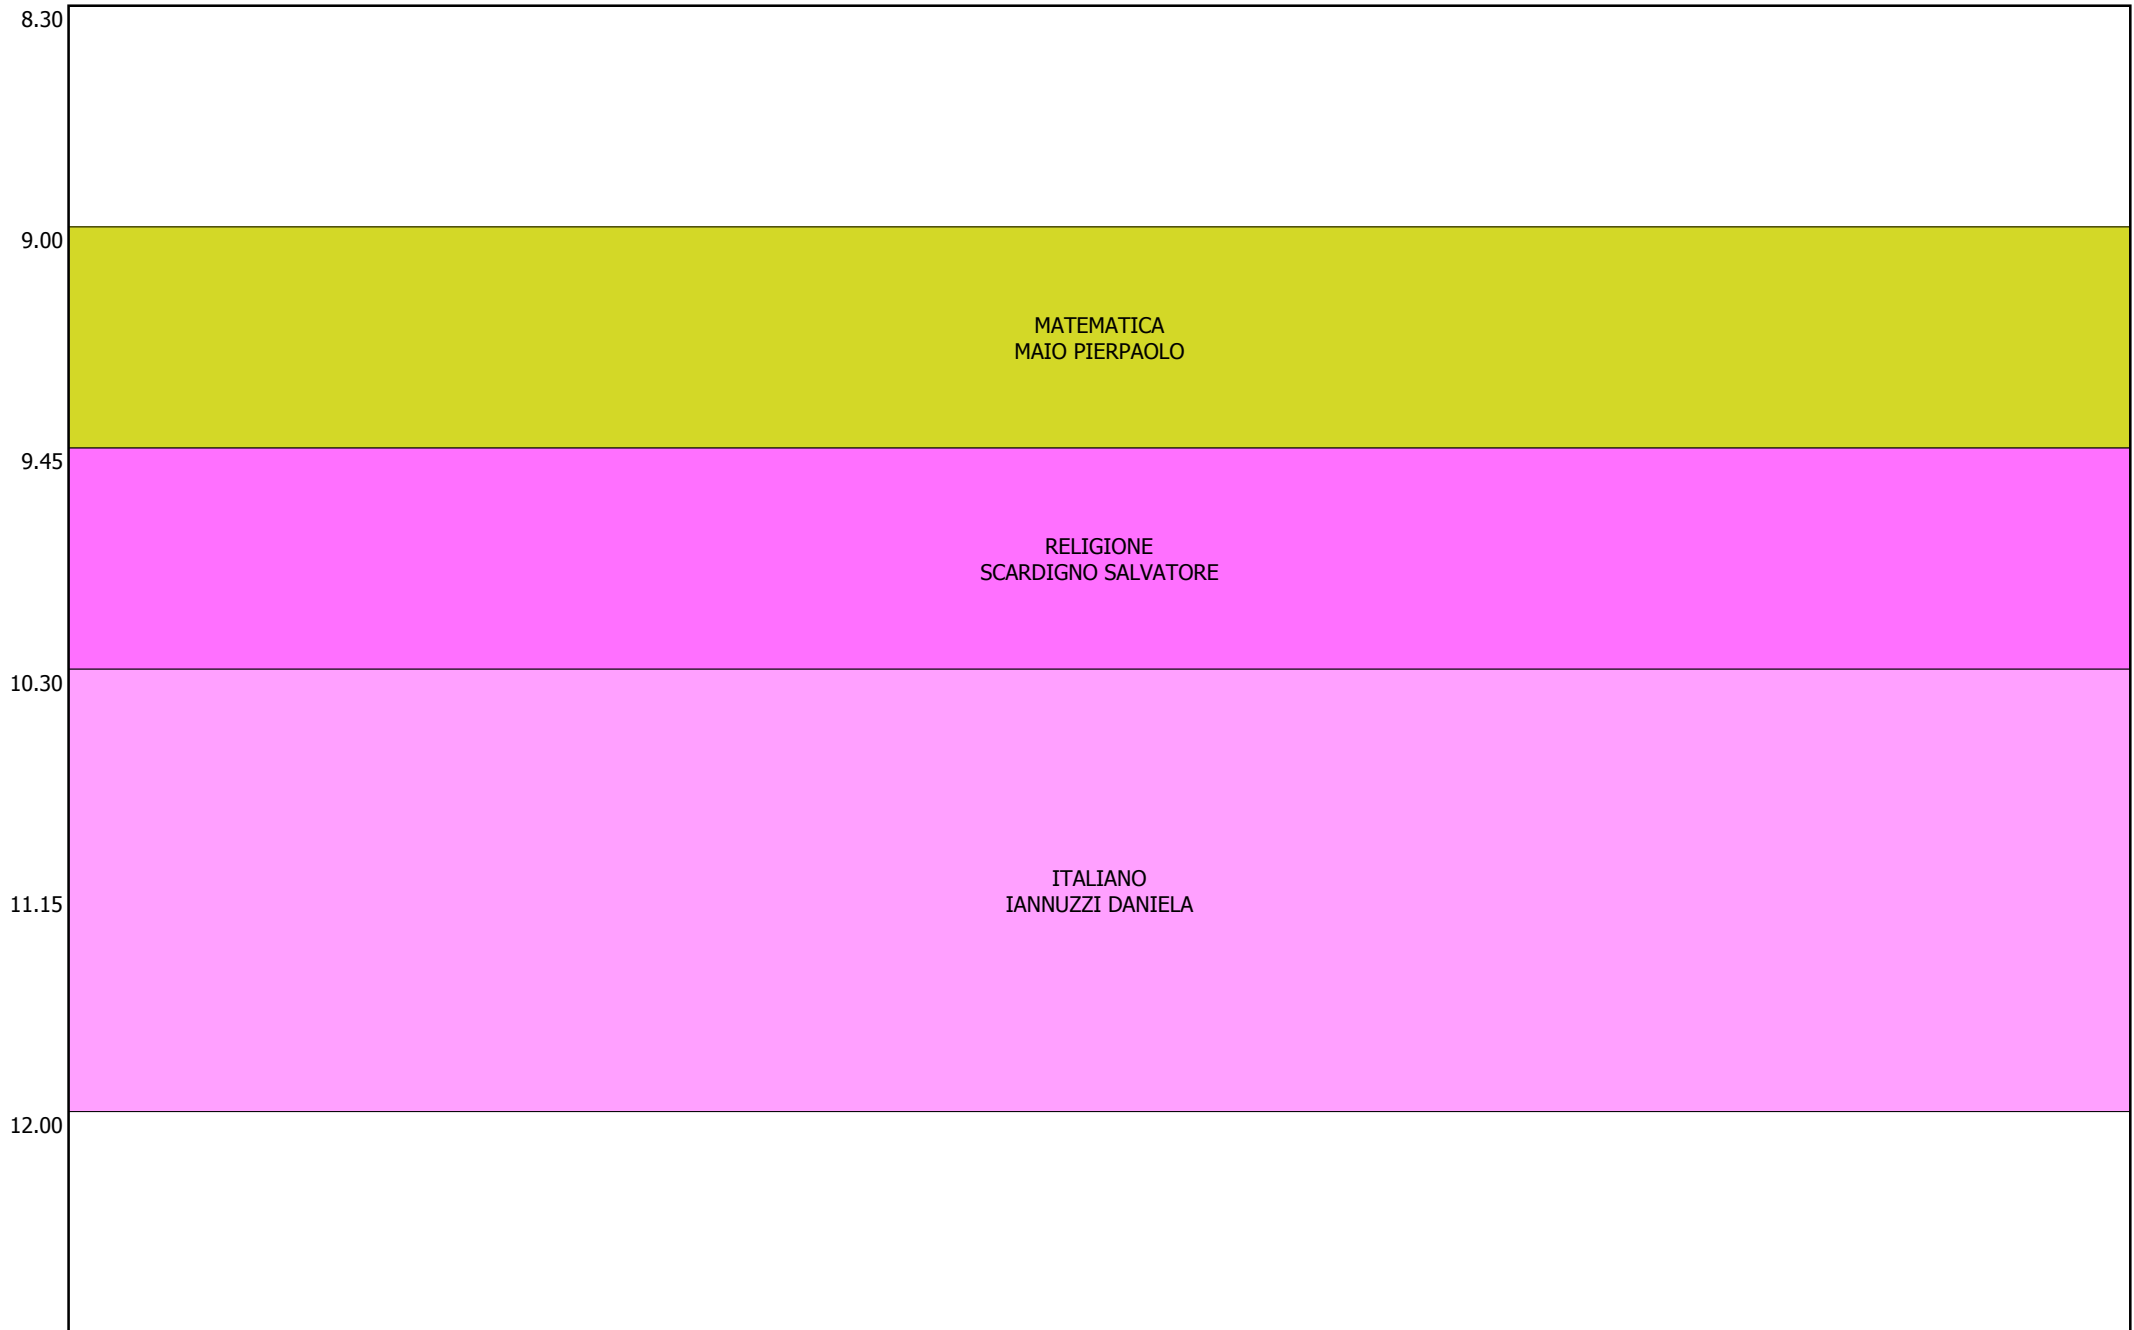 8.30
9.00
MATEMATICA
MAIO PIERPAOLO
9.45
RELIGIONE
SCARDIGNO SALVATORE
10.30
ITALIANO
11.15
IANNUZZI DANIELA
12.00